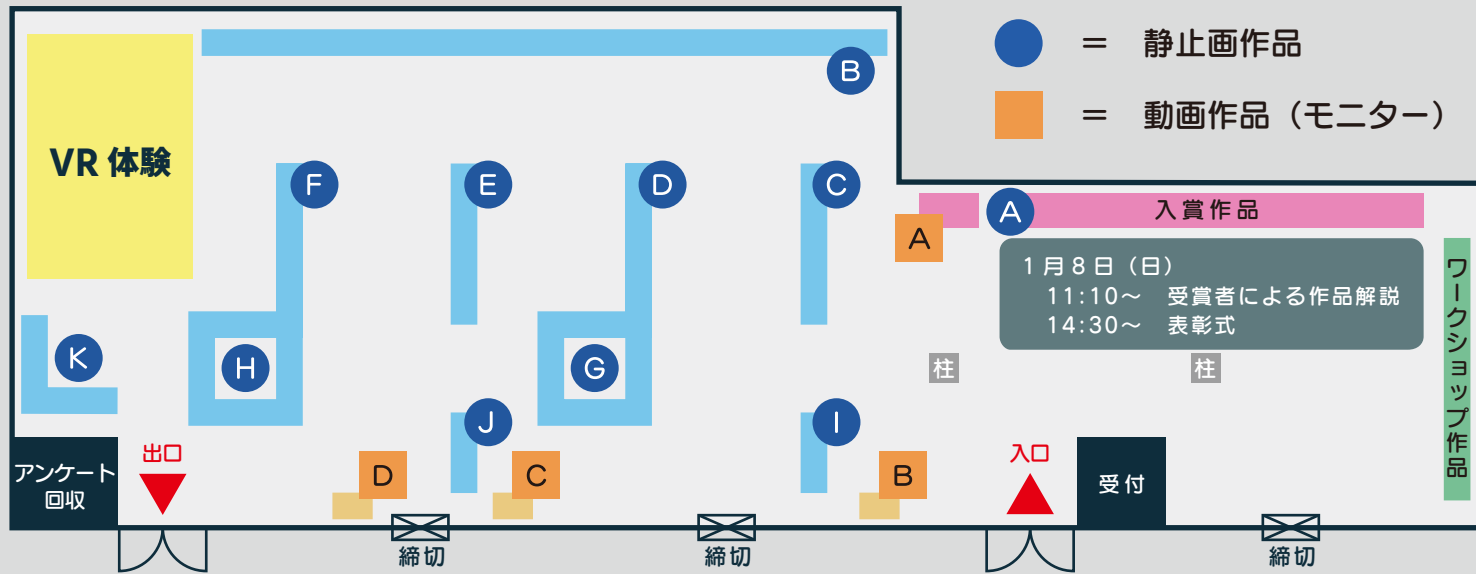 B
＝ 静止画作品
＝ 動画作品（モニター）
VR 体験
F
E
D
C
A
入賞作品
A
1月8日（日）
11:10～ 受賞者による作品解説
14:30～ 表彰式
ワークショップ作品
K
H
G
柱
柱
J
I
アンケート
回収
出口
D
C
B
入口
受付
締切
締切
締切